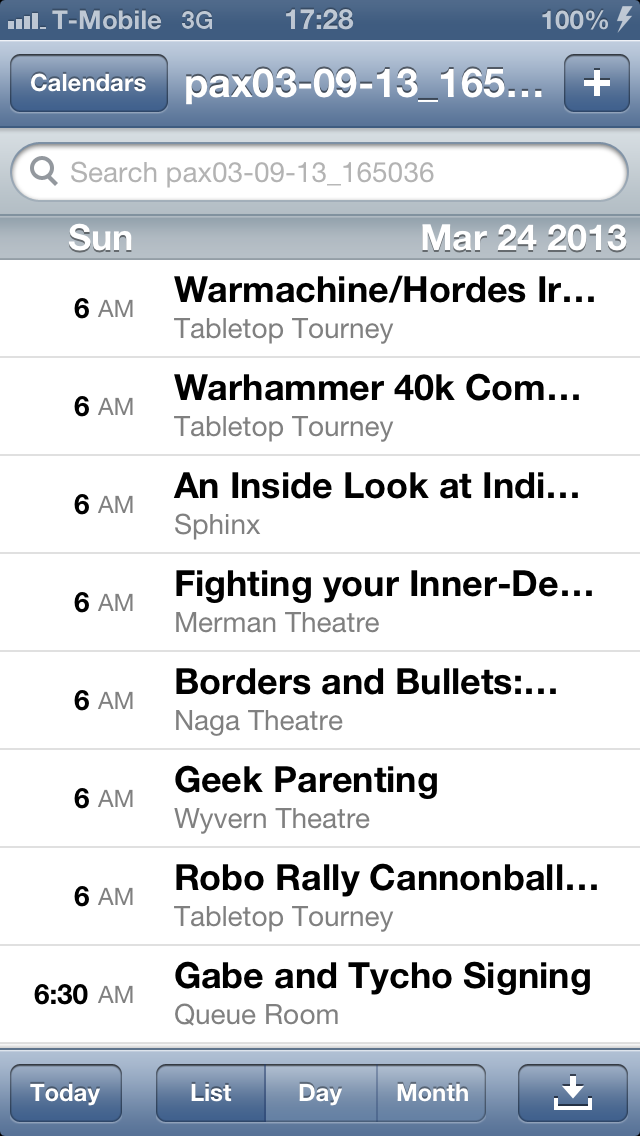 T-Mobile 3G 17:28 100%
Calendars pax03-09-13_165...
Search pax03-09-13_165036
Sun Mar 24 2013
6 AM Warmachine/Hordes Ir...
Tabletop Tourney
6 AM Warhammer 40k Com...
Tabletop Tourney
6 AM An Inside Look at Indi...
Sphinx
6 AM Fighting your Inner-De...
Merman Theatre
6 AM Borders and Bullets:...
Naga Theatre
6 AM Geek Parenting
Wyvern Theatre
6 AM Robo Rally Cannonball...
Tabletop Tourney
6:30 AM Gabe and Tycho Signing
Queue Room
Today List Day Month